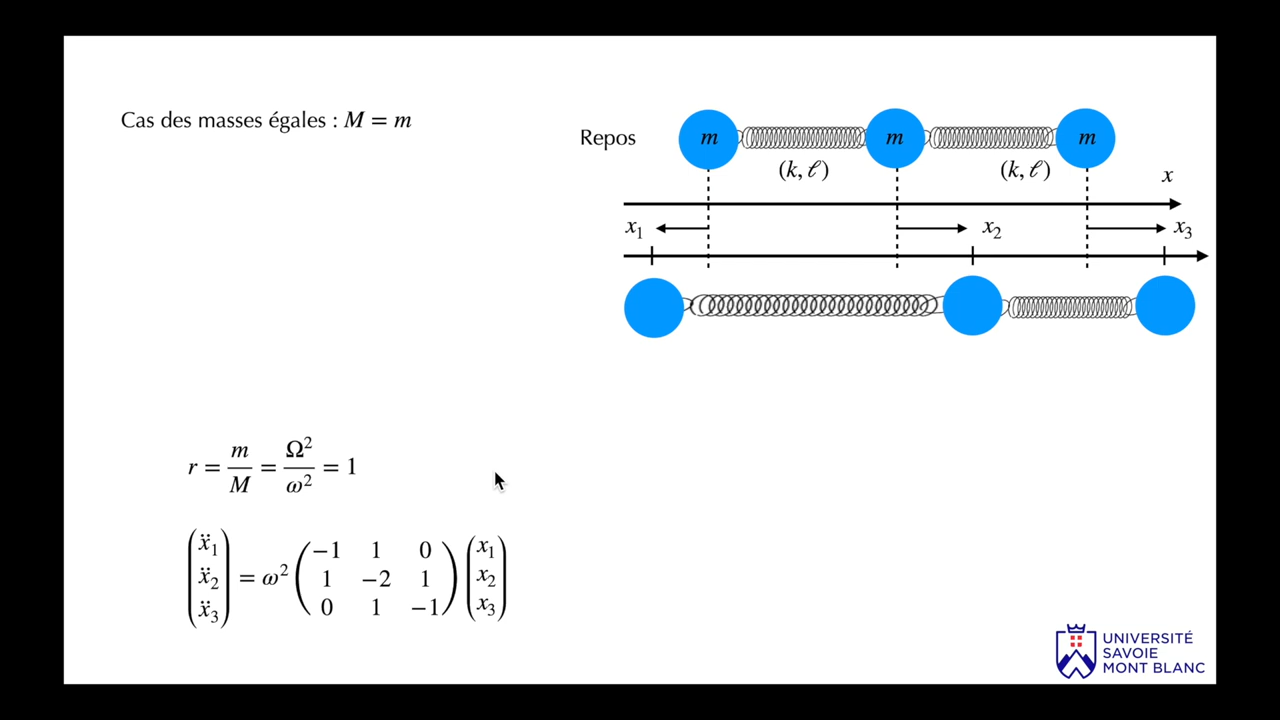 Cas des masses égales : M = m
Repos
m m m
(k, ℓ) (k, ℓ)
x
x₁ x₂ x₃
r = m/M = Ω²/ω² = 1
(ẍ₁ ẍ₂ ẍ₃) = ω² (−1 1 0 1 −2 1 0 1 −1) (x₁ x₂ x₃)
UNIVERSITÉ
SAVOIE
MONT BLANC